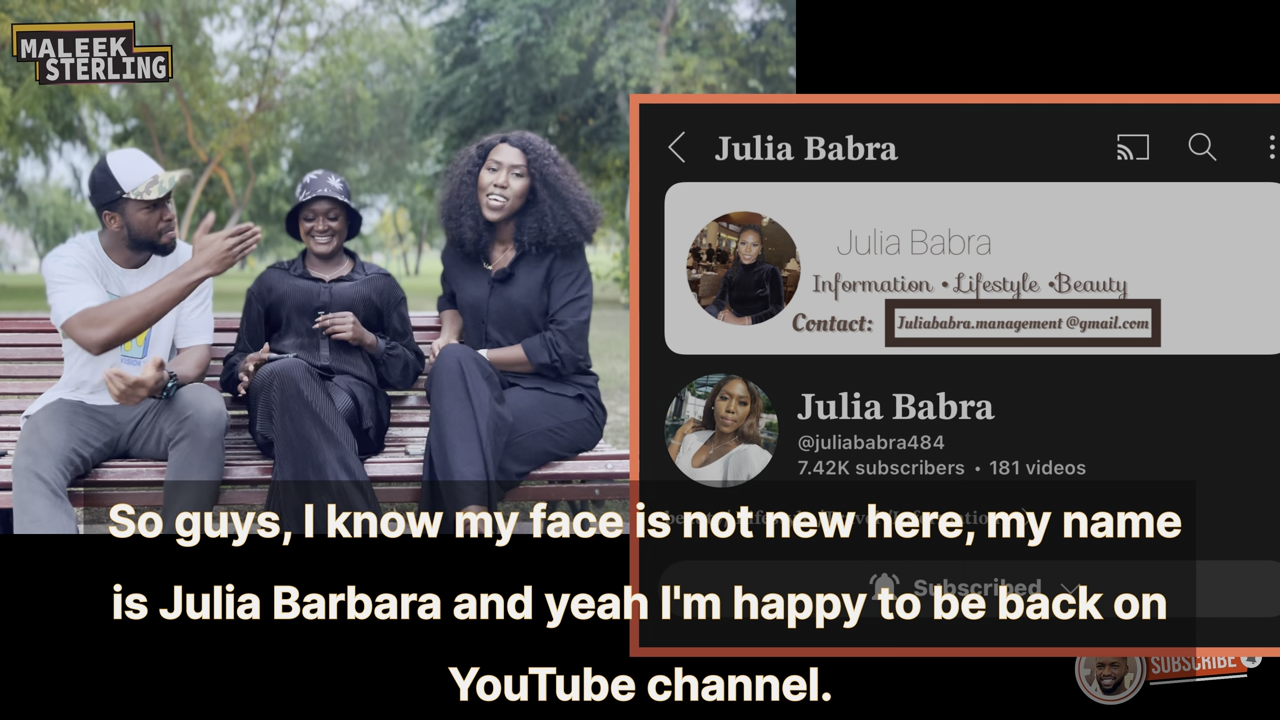 MALEEK
STERLING
Julia Babra
Julia Babra
Information • Lifestyle • Beauty
Contact: Juliababra.management @gmail.com
Julia Babra
@juliababra484
7.42K subscribers • 181 videos
So guys, I know my face is not new here, my name
is Julia Barbara and yeah I'm happy to be back on
YouTube channel.
Subscribed
SUBSCRIBE